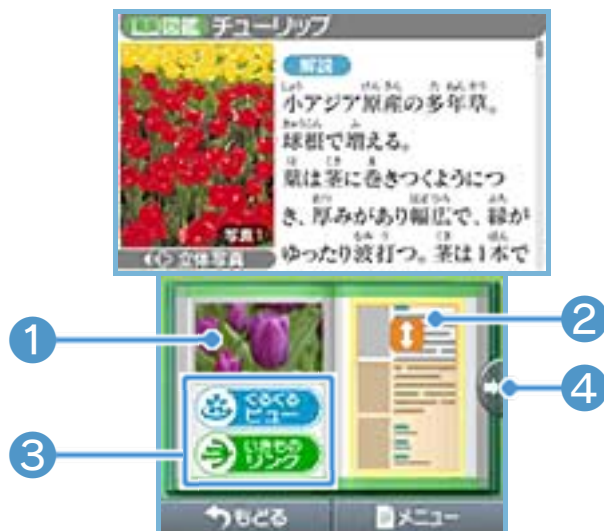 図鑑 チューリップ
解説
小アジア原産の多年草。
球根で増える。
葉は茎に巻きつくようにつ
き、厚みがあり幅広で、縁が
ゆったり波打つ。茎は1本で
写真1
立体写真
1
2
3
4
くるくる
ビュー
いきもの
リンク
もどる
メニュー